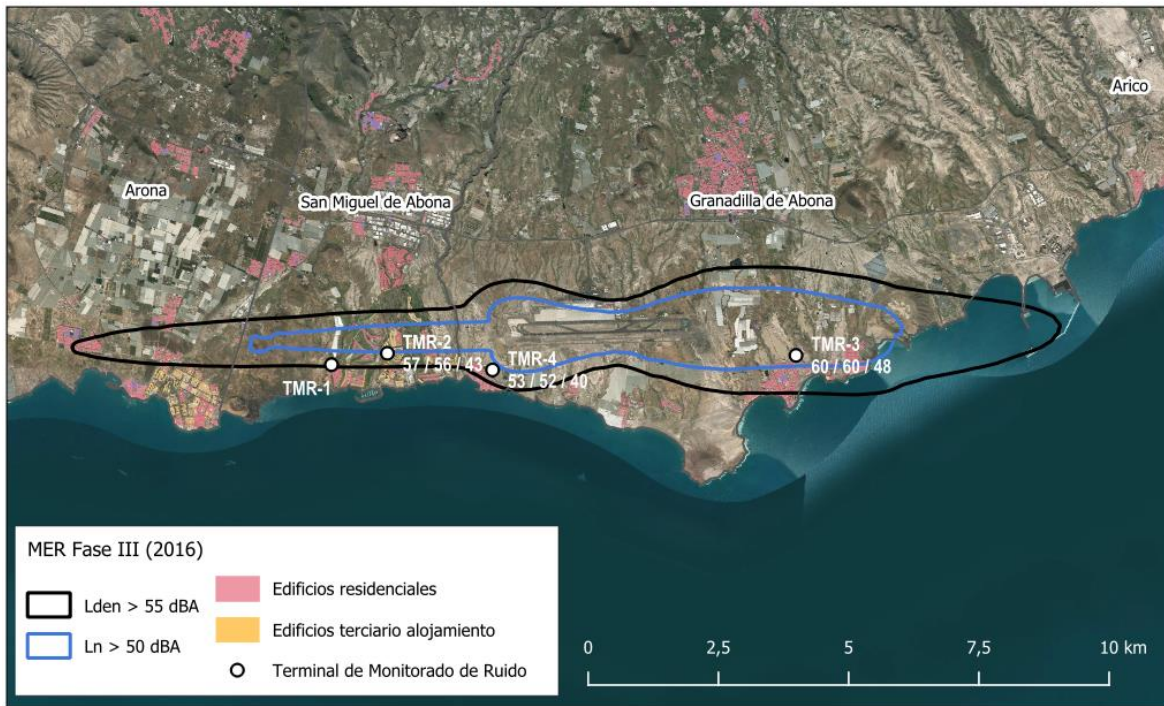 Arico
Arona
San Miguel de Abona
Granadilla de Abona
TMR-2
57 / 56 / 43
TMR-3
60 / 60 / 48
TMR-4
53 / 52 / 40
TMR-1
MER Fase III (2016)
Lden > 55 dBA
Ln > 50 dBA
Edificios residenciales
Edificios terciario alojamiento
Terminal de Monitorado de Ruido
0 2,5 5 7,5 10 km